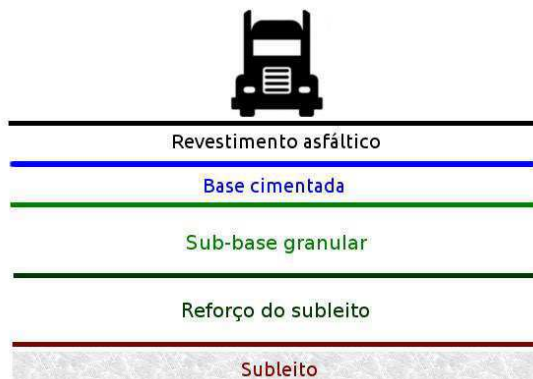 Revestimento asfáltico
Base cimentada
Sub-base granular
Reforço do subleito
Subleito